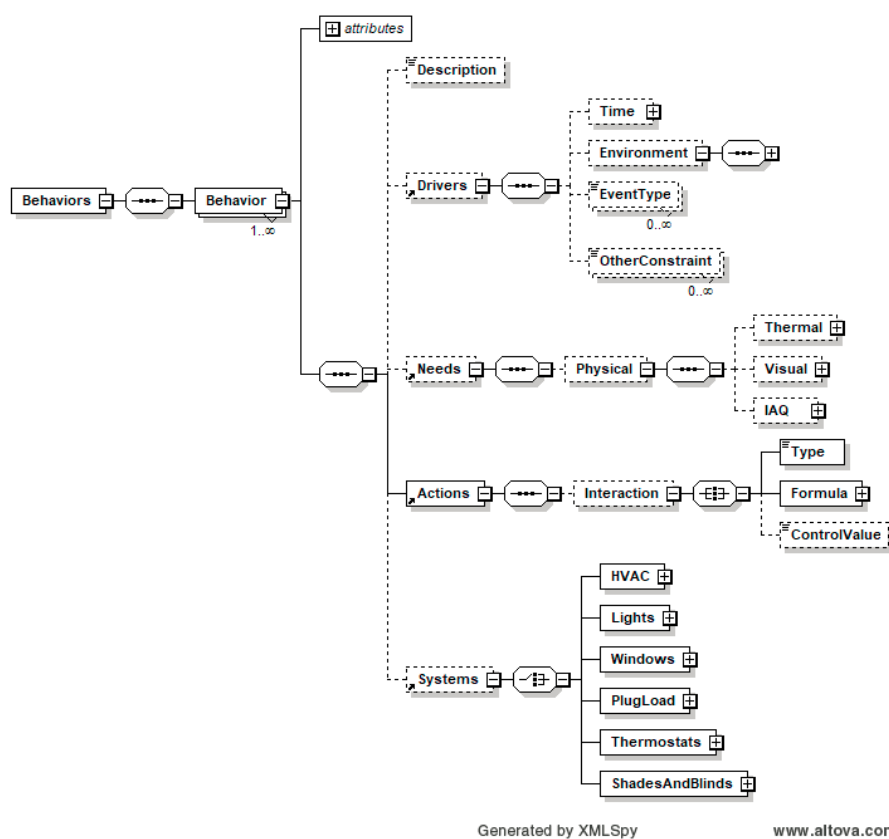 attributes
Description
Time
Environment
Drivers
Behaviors
Behavior
EventType
1..∞
0..∞
OtherConstraint
0..∞
Thermal
Needs
Physical
Visual
IAQ
Type
Actions
Interaction
Formula
ControlValue
HVAC
Lights
Windows
Systems
PlugLoad
Thermostats
ShadesAndBlinds
Generated by XMLSpy
www.altova.com